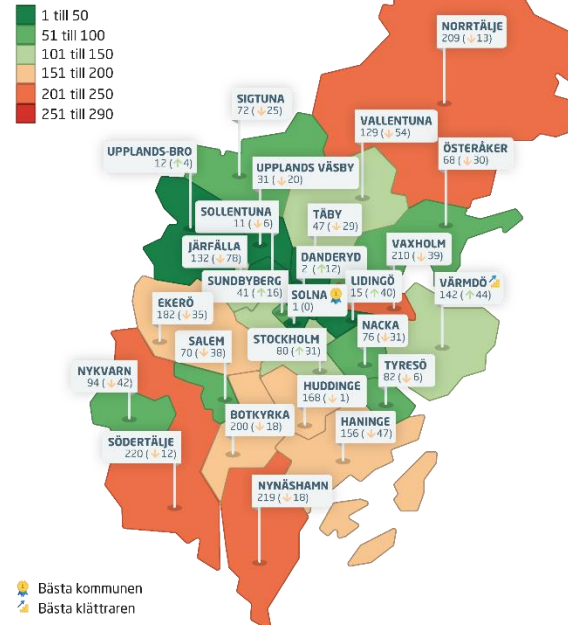 1 till 50
51 till 100
101 till 150
151 till 200
201 till 250
251 till 290
NORRTÄLJE
209 (↓13)
SIGTUNA
72 (↓25)
VALLENTUNA
129 (↓54)
ÖSTERÅKER
68 (↓30)
UPPLANDS-BRO
12 (↑4)
UPPLANDS VÄSBY
31 (↓20)
SOLLENTUNA
11 (↓6)
TÄBY
47 (↓29)
JÄRFÄLLA
132 (↓78)
DANDERYD
2 (↑12)
VAXHOLM
210 (↓39)
SUNDBYBERG
41 (↑16)
SOLNA
1 (0)
LIDINGÖ
15 (↑40)
VÄRMDÖ
142 (↑44)
EKERÖ
182 (↓35)
SALEM
70 (↓38)
STOCKHOLM
80 (↑31)
NACKA
76 (↓31)
NYKVARN
94 (↓42)
TYRESÖ
82 (↓6)
HUDDINGE
168 (↓1)
BOTKYRKA
200 (↓18)
HANINGE
156 (↓47)
SÖDERTÄLJE
220 (↓12)
NYNÄSHAMN
219 (↓18)
Bästa kommunen
Bästa klättraren